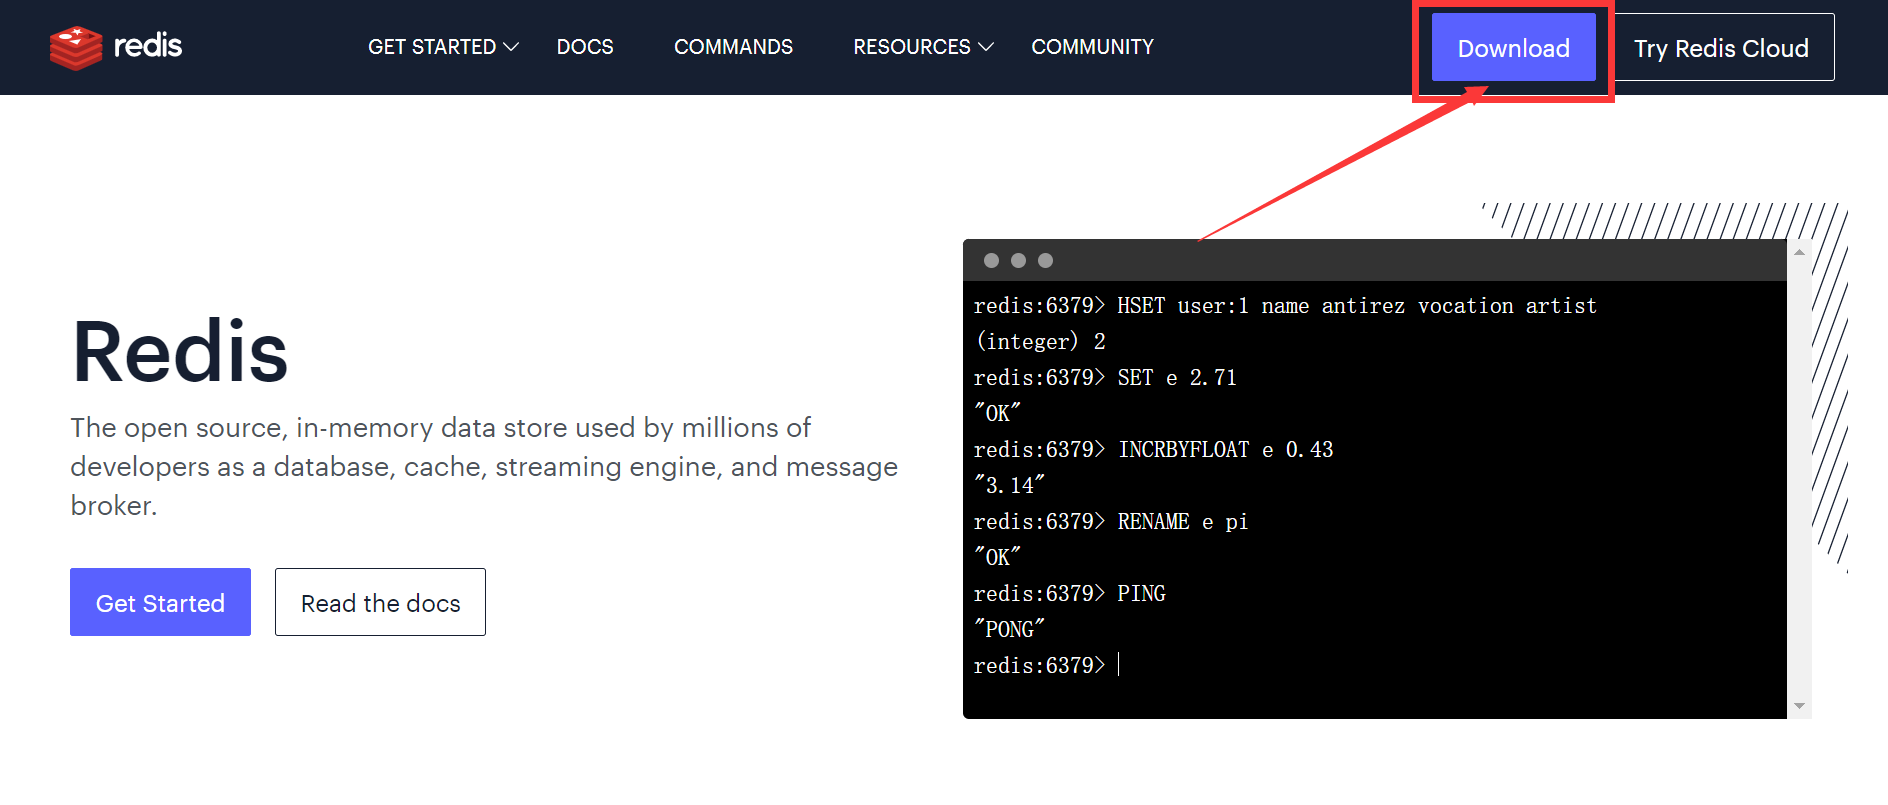 redis
GET STARTED
DOCS
COMMANDS
RESOURCES
COMMUNITY
Download
Try Redis Cloud
Redis
The open source, in-memory data store used by millions of
developers as a database, cache, streaming engine, and message
broker.
Get Started
Read the docs
redis:6379> HSET user:1 name antirez vocation artist
(integer) 2
redis:6379> SET e 2.71
"OK"
redis:6379> INCRBYFLOAT e 0.43
"3.14"
redis:6379> RENAME e pi
"OK"
redis:6379> PING
"PONG"
redis:6379>